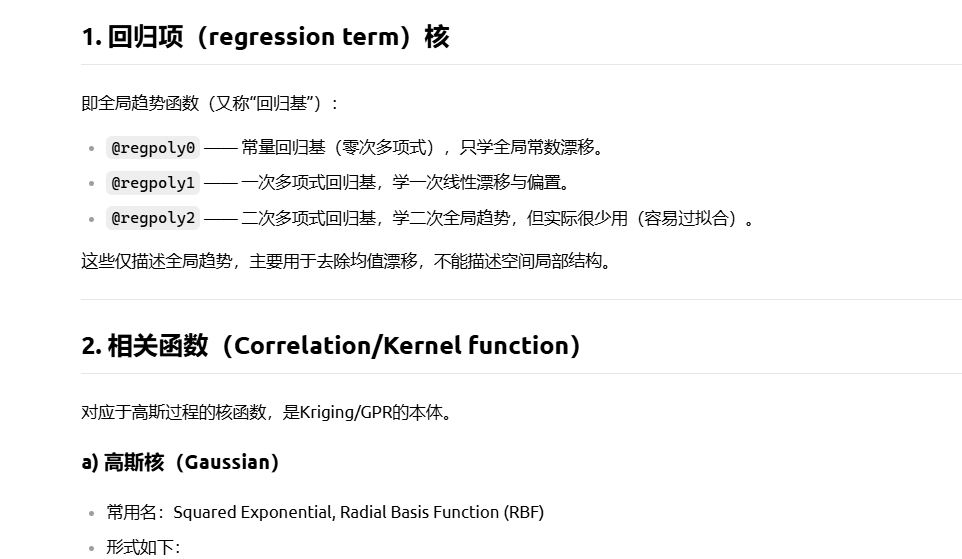 1. 回归项（regression term）核
即全局趋势函数（又称“回归基”）：
@regpoly0 —— 常量回归基（零次多项式），只学全局常数漂移。
@regpoly1 —— 一次多项式回归基，学一次线性漂移与偏置。
@regpoly2 —— 二次多项式回归基，学二次全局趋势，但实际很少用（容易过拟合）。
这些仅描述全局趋势，主要用于去除均值漂移，不能描述空间局部结构。
2. 相关函数（Correlation/Kernel function）
对应于高斯过程的核函数，是Kriging/GPR的本体。
a) 高斯核（Gaussian）
常用名：Squared Exponential, Radial Basis Function (RBF)
形式如下：